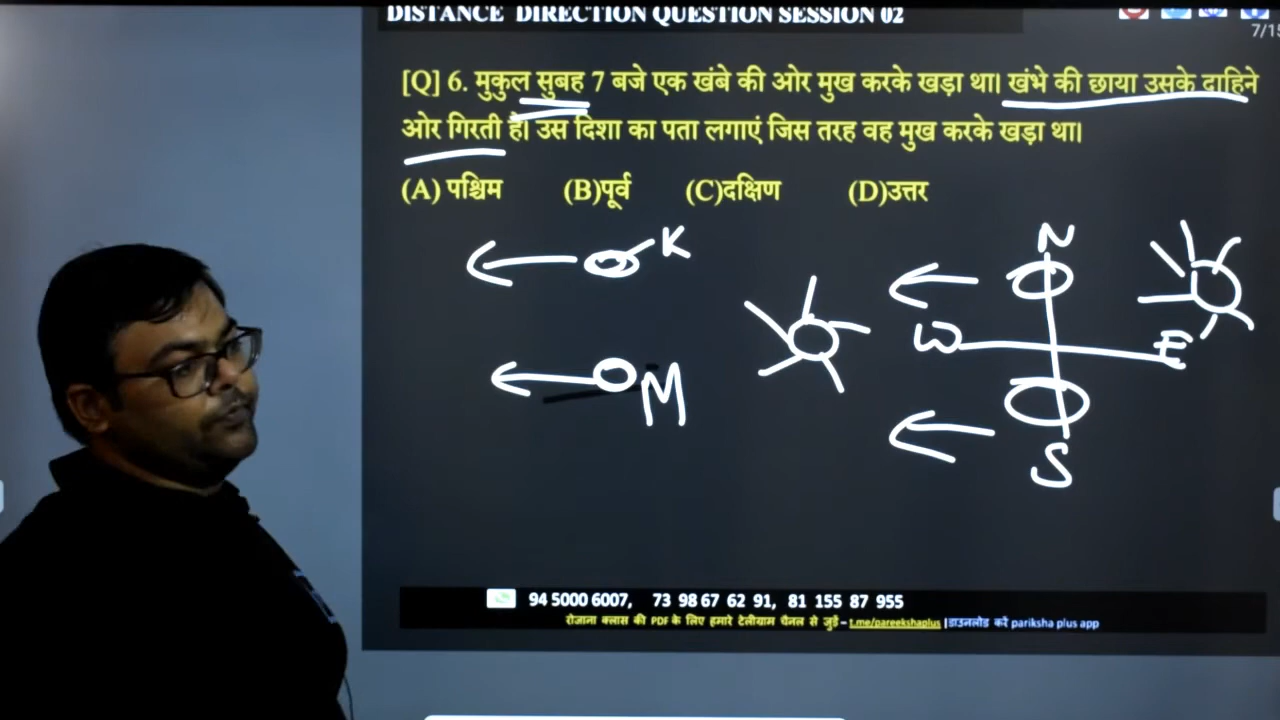 DISTANCE DIRECTION QUESTION SESSION 02
7/15
[Q] 6. मुकुल सुबह 7 बजे एक खंबे की ओर मुख करके खड़ा था। खंभे की छाया उसके दाहिने
ओर गिरती है। उस दिशा का पता लगाएं जिस तरह वह मुख करके खड़ा था।
(A) पश्चिम (B)पूर्व (C)दक्षिण (D)उत्तर
K
N
W E
M
S
94 5000 6007, 73 98 67 62 91, 81 155 87 955
रोजाना क्लास की PDF के लिए हमारे टेलीग्राम चैनल से जुड़ें – t.me/pareekshaplus | डाउनलोड करें pariksha plus app